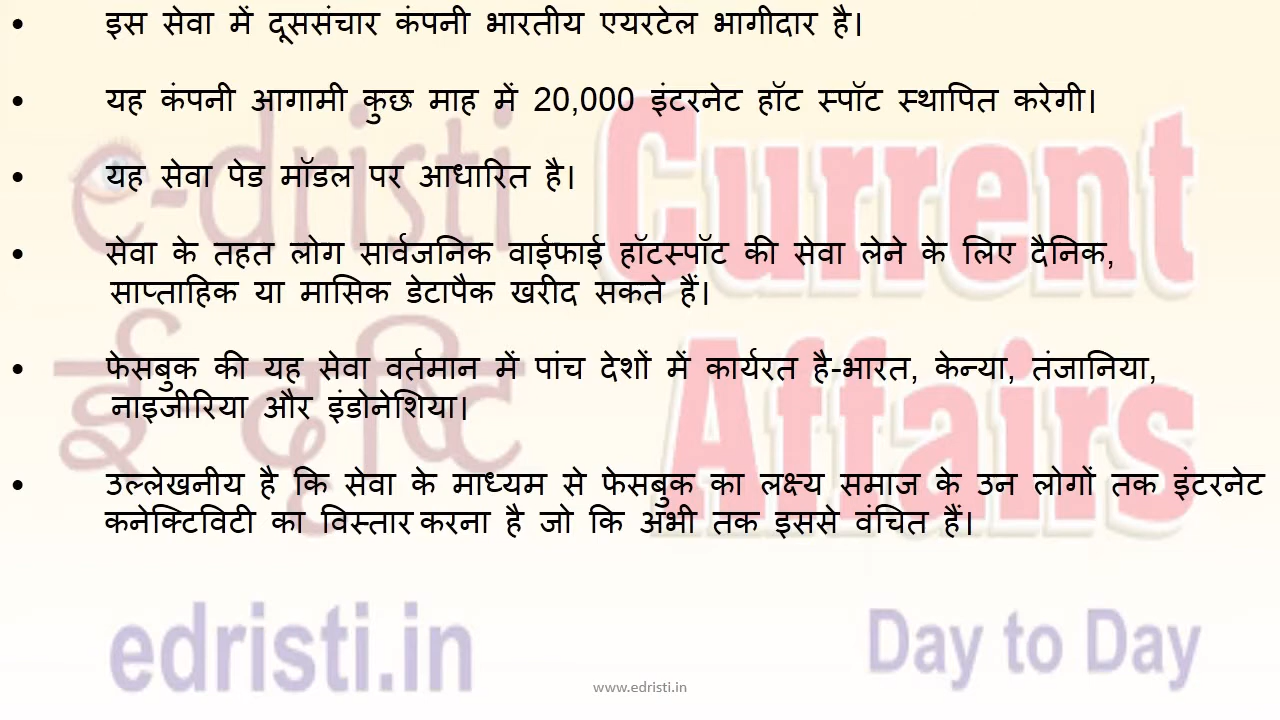 • इस सेवा में दूससंचार कंपनी भारतीय एयरटेल भागीदार है।
• यह कंपनी आगामी कुछ माह में 20,000 इंटरनेट हॉट स्पॉट स्थापित करेगी।
• यह सेवा पेड मॉडल पर आधारित है।
• सेवा के तहत लोग सार्वजनिक वाईफाई हॉटस्पॉट की सेवा लेने के लिए दैनिक,
साप्ताहिक या मासिक डेटापैक खरीद सकते हैं।
• फेसबुक की यह सेवा वर्तमान में पांच देशों में कार्यरत है-भारत, केन्या, तंजानिया,
नाइजीरिया और इंडोनेशिया।
• उल्लेखनीय है कि सेवा के माध्यम से फेसबुक का लक्ष्य समाज के उन लोगों तक इंटरनेट
कनेक्टिविटी का विस्तार करना है जो कि अभी तक इससे वंचित हैं।
e-dristi
ई-दृष्टि
Current
Affairs
edristi.in
Day to Day
www.edristi.in